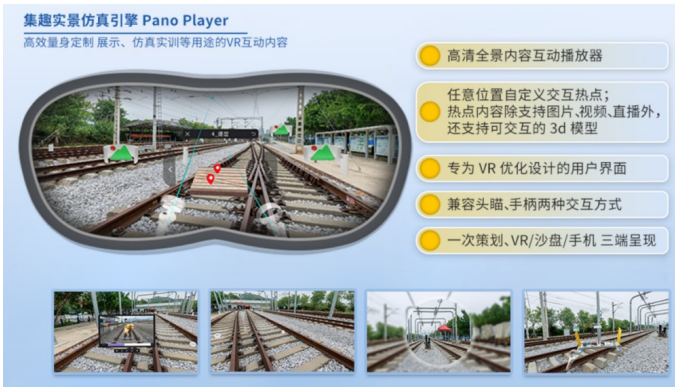 集趣实景仿真引擎 Pano Player
高效量身定制 展示、仿真实训等用途的VR互动内容
高清全景内容互动播放器
任意位置自定义交互热点；
热点内容除支持图片、视频、直播外，
还支持可交互的 3d 模型
专为 VR 优化设计的用户界面
兼容头瞄、手柄两种交互方式
一次策划、VR/沙盘/手机 三端呈现